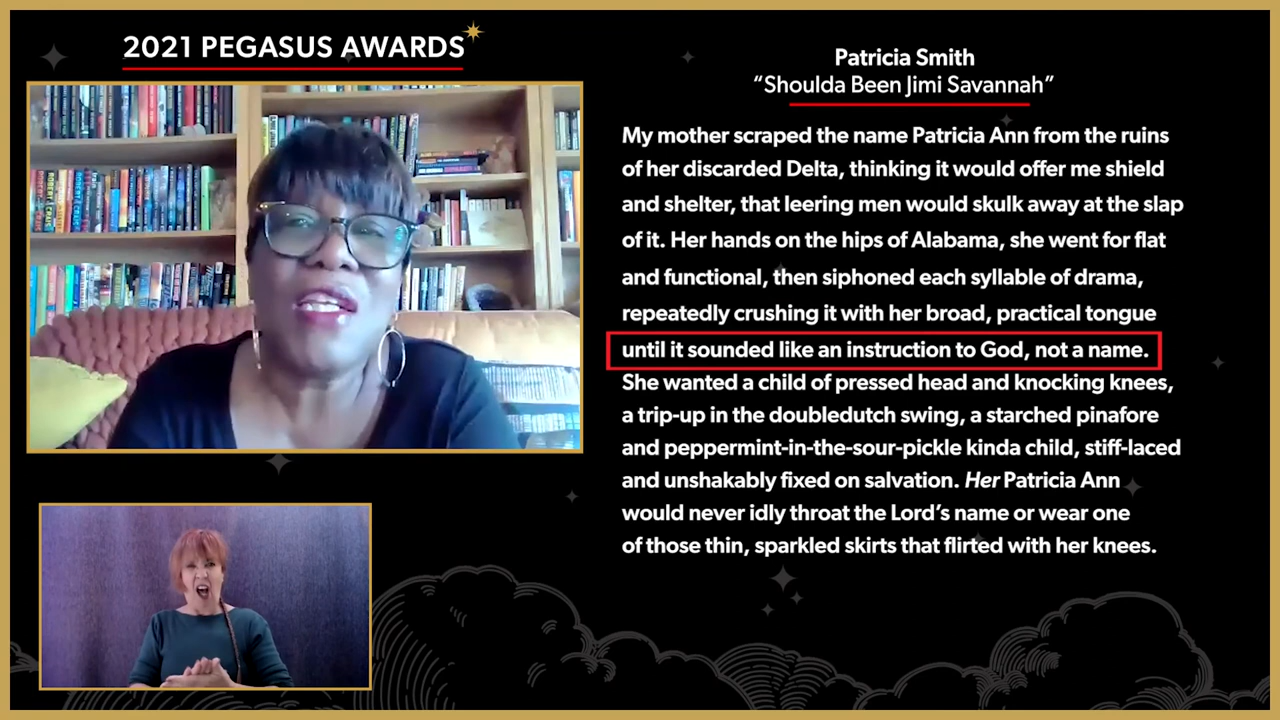 2021 PEGASUS AWARDS
Patricia Smith
“Shoulda Been Jimi Savannah”
My mother scraped the name Patricia Ann from the ruins
of her discarded Delta, thinking it would offer me shield
and shelter, that leering men would skulk away at the slap
of it. Her hands on the hips of Alabama, she went for flat
and functional, then siphoned each syllable of drama,
repeatedly crushing it with her broad, practical tongue
until it sounded like an instruction to God, not a name.
She wanted a child of pressed head and knocking knees,
a trip-up in the doubledutch swing, a starched pinafore
and peppermint-in-the-sour-pickle kinda child, stiff-laced
and unshakably fixed on salvation. Her Patricia Ann
would never idly throat the Lord’s name or wear one
of those thin, sparkled skirts that flirted with her knees.